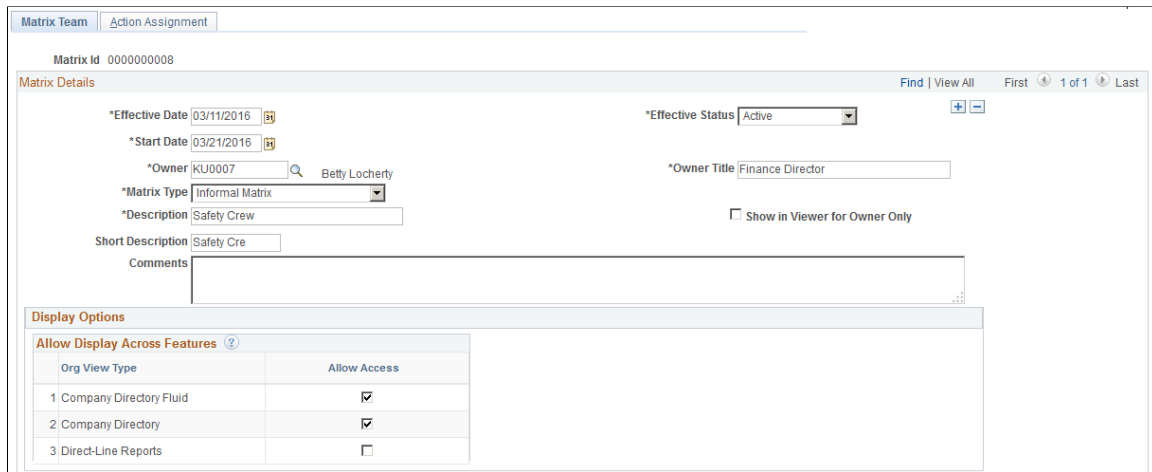 Matrix Team Action Assignment
Matrix Id 0000000008
Matrix Details Find | View All First 1 of 1 Last
*Effective Date 03/11/2016 31 *Effective Status Active
*Start Date 03/21/2016 31
*Owner KU0007 Betty Locherty *Owner Title Finance Director
*Matrix Type Informal Matrix
*Description Safety Crew Show in Viewer for Owner Only
Short Description Safety Cre
Comments
Display Options
Allow Display Across Features ?
Org View Type Allow Access
1 Company Directory Fluid
2 Company Directory
3 Direct-Line Reports